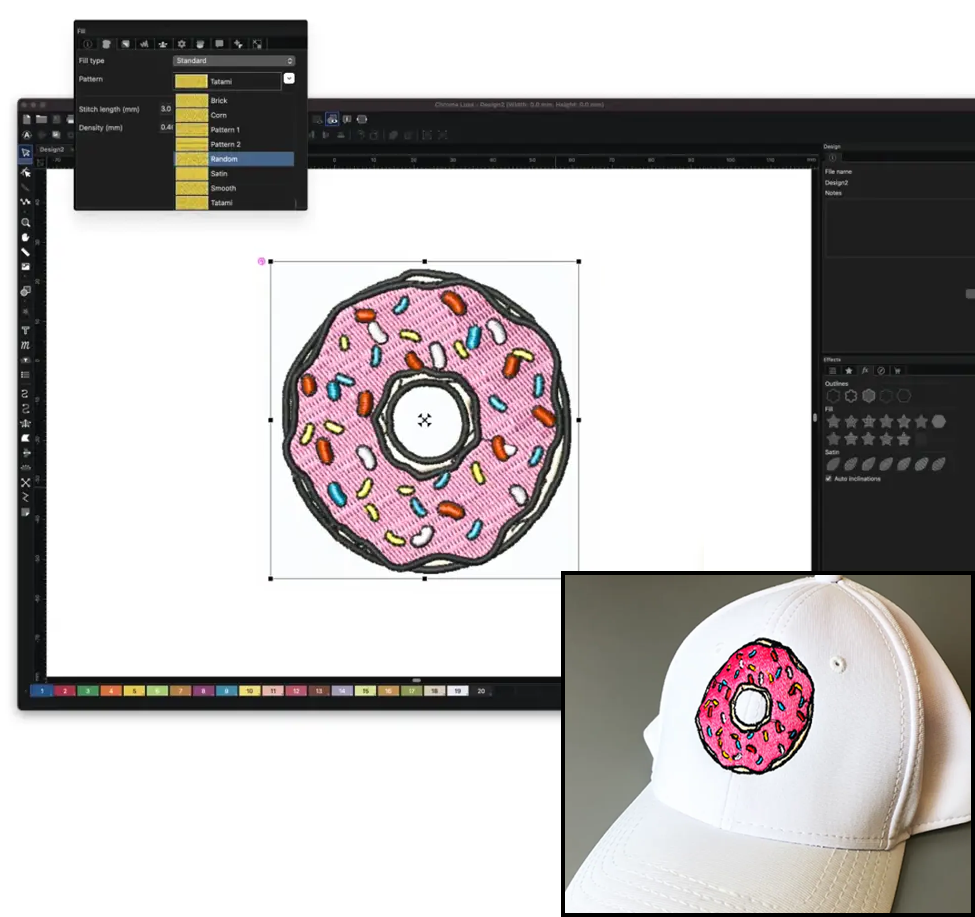 Fill
Fill type
Standard
Pattern
Tatami
Brick
Corn
Stitch length (mm)
3.0
Density (mm)
0.4
Pattern 1
Pattern 2
Random
Satin
Smooth
Tatami
Chroma Luxe - Design2 (Width: 0.0 mm, Height: 0.0 mm)
Design2
Design
File name
Design2
Notes
Effects
Outlines
Fill
Satin
Auto inclinations
1 2 3 4 5 6 7 8 9 10 11 12 13 14 15 16 17 18 19 20